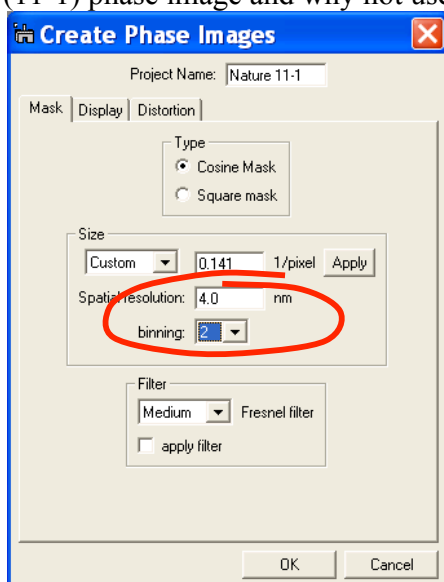 (11-1) phase image and why not use
Create Phase Images
Project Name: Nature 11-1
Mask Display Distortion
Type
Cosine Mask
Square mask
Size
Custom 0.141 1/pixel Apply
Spatial resolution: 4.0 nm
binning: 2
Filter
Medium Fresnel filter
apply filter
OK Cancel